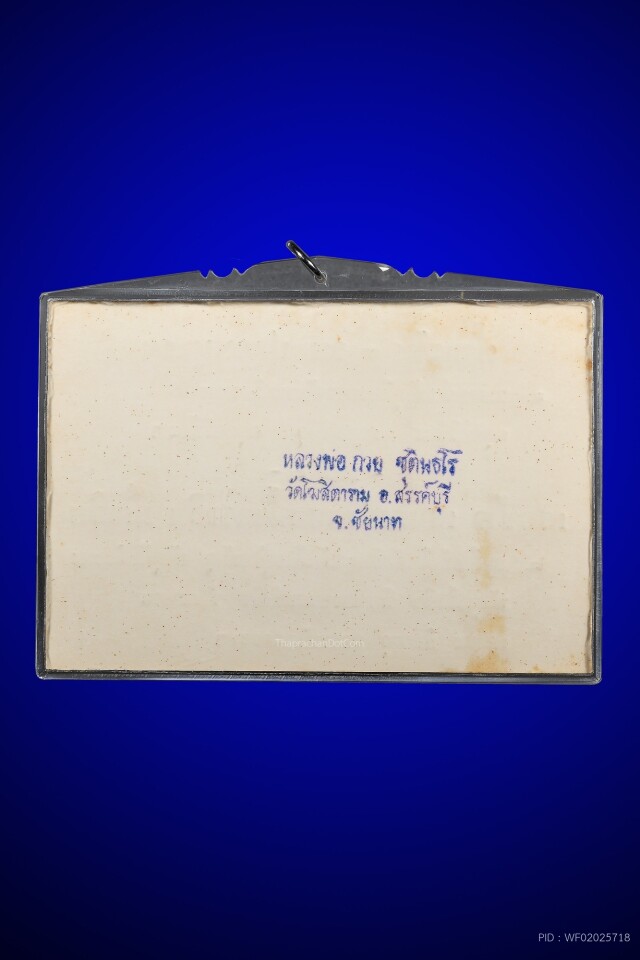 หลวงพ่อ กวย ชุตินฺธโร
วัดโฆสิตาราม อ.สรรค์บุรี
จ.ชัยนาท
ThaprachanDotCom
PID : WF02025718